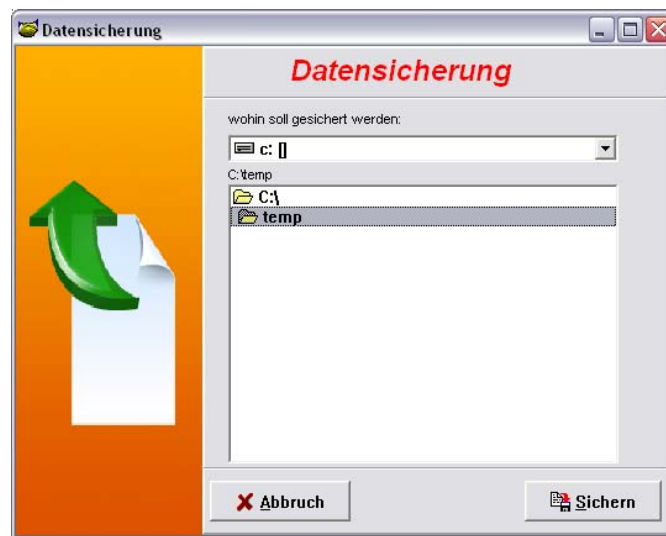 Datensicherung
Datensicherung
wohin soll gesichert werden:
c: []
C:\temp
C:\
temp
Abbruch
Sichern